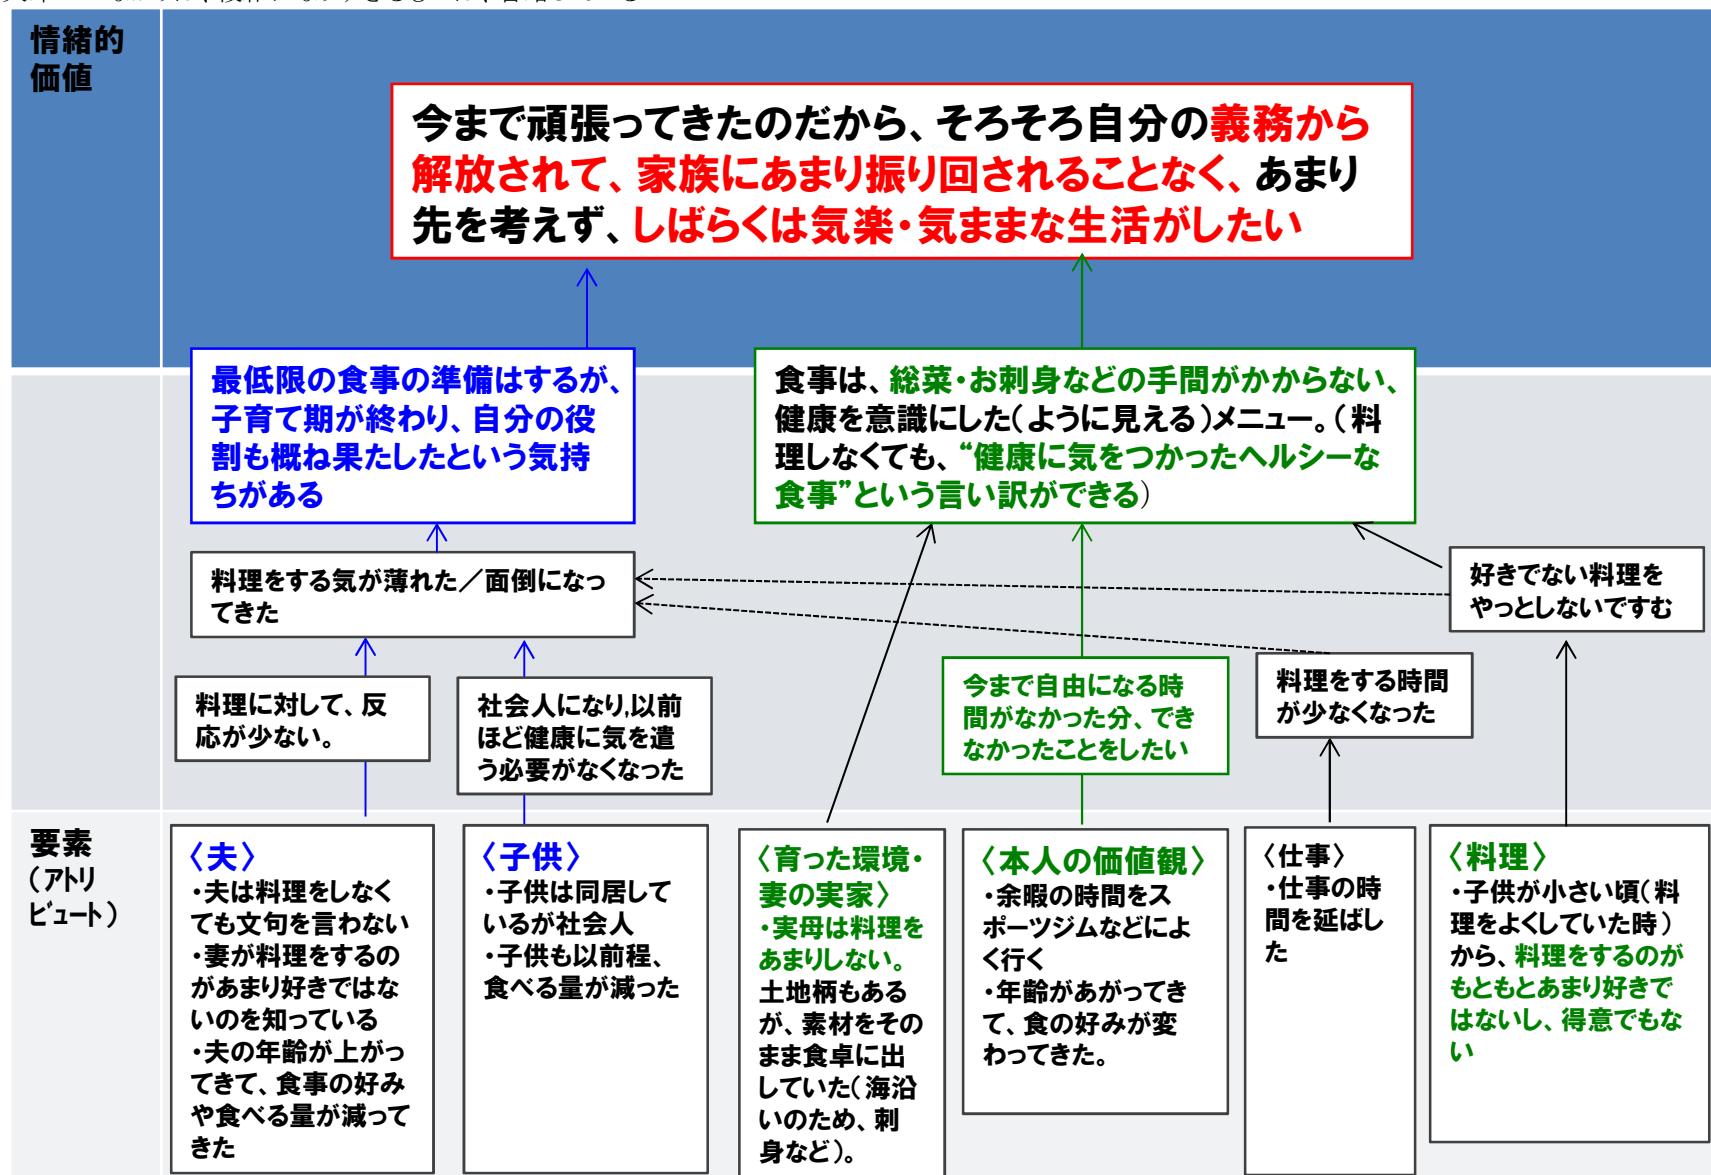 情緒的
価値
今まで頑張ってきたのだから、そろそろ自分の義務から
解放されて、家族にあまり振り回されることなく、あまり
先を考えず、しばらくは気楽・気ままな生活がしたい
最低限の食事の準備はするが、
子育て期が終わり、自分の役
割も概ね果たしたという気持
ちがある
食事は、総菜・お刺身などの手間がかからない、
健康を意識にした(ように見える)メニュー。(料
理しなくても、“健康に気をつかったヘルシーな
食事”という言い訳ができる)
料理をする気が薄れた/面倒になっ
てきた
好きでない料理を
やっとしないですむ
料理に対して、反
応が少ない。
社会人になり,以前
ほど健康に気を遣
う必要がなくなった
今まで自由になる時
間がなかった分、でき
なかったことをしたい
料理をする時間
が少なくなった
要素
(アトリ
ビュート)
〈夫〉
・夫は料理をしなく
ても文句を言わない
・妻が料理をするの
があまり好きではな
いのを知っている
・夫の年齢が上がっ
てきて、食事の好み
や食べる量が減って
きた
〈子供〉
・子供は同居して
いるが社会人
・子供も以前程、
食べる量が減った
〈育った環境・
妻の実家〉
・実母は料理を
あまりしない。
土地柄もある
が、素材をその
まま食卓に出
していた(海沿
いのため、刺
身など)。
〈本人の価値観〉
・余暇の時間をス
ポーツジムなどによ
く行く
・年齢があがってき
て、食の好みが変
わってきた。
〈仕事〉
・仕事の時
間を延ばし
た
〈料理〉
・子供が小さい頃(料
理をよくしていた時)
から、料理をするのが
もともとあまり好きで
はないし、得意でもな
い